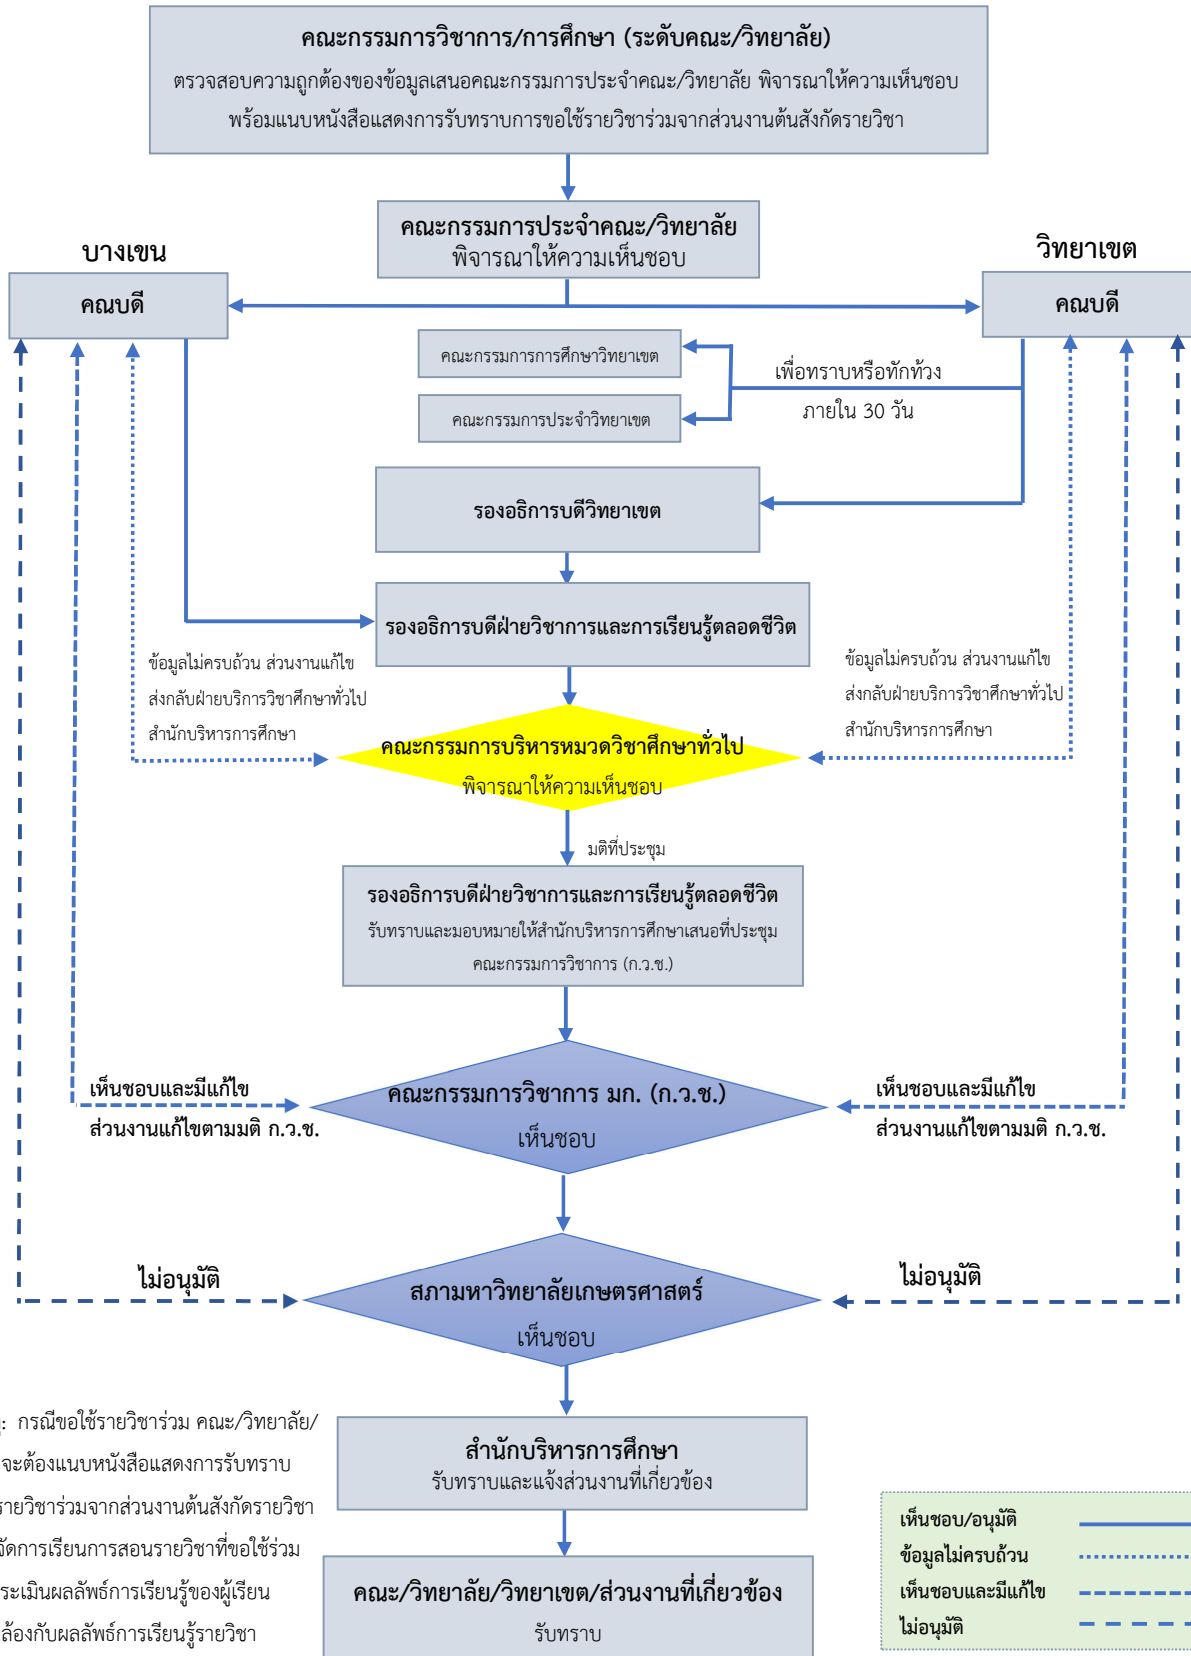 คณะกรรมการวิชาการ/การศึกษา (ระดับคณะ/วิทยาลัย)
ตรวจสอบความถูกต้องของข้อมูลเสนอคณะกรรมการประจำคณะ/วิทยาลัย พิจารณาให้ความเห็นชอบ
พร้อมแนบหนังสือแสดงการรับทราบการขอใช้รายวิชาร่วมจากส่วนงานต้นสังกัดรายวิชา
คณะกรรมการประจำคณะ/วิทยาลัย
พิจารณาให้ความเห็นชอบ
บางเขน
วิทยาเขต
คณบดี
คณบดี
คณะกรรมการการศึกษาวิทยาเขต
คณะกรรมการประจำวิทยาเขต
เพื่อทราบหรือทักท้วง
ภายใน 30 วัน
รองอธิการบดีวิทยาเขต
รองอธิการบดีฝ่ายวิชาการและการเรียนรู้ตลอดชีวิต
ข้อมูลไม่ครบถ้วน ส่วนงานแก้ไข
ส่งกลับฝ่ายบริการวิชาศึกษาทั่วไป
สำนักบริหารการศึกษา
ข้อมูลไม่ครบถ้วน ส่วนงานแก้ไข
ส่งกลับฝ่ายบริการวิชาศึกษาทั่วไป
สำนักบริหารการศึกษา
คณะกรรมการบริหารหมวดวิชาศึกษาทั่วไป
พิจารณาให้ความเห็นชอบ
มติที่ประชุม
รองอธิการบดีฝ่ายวิชาการและการเรียนรู้ตลอดชีวิต
รับทราบและมอบหมายให้สำนักบริหารการศึกษาเสนอที่ประชุม
คณะกรรมการวิชาการ (ก.ว.ช.)
คณะกรรมการวิชาการ มก. (ก.ว.ช.)
เห็นชอบ
เห็นชอบและมีแก้ไข
ส่วนงานแก้ไขตามมติ ก.ว.ช.
เห็นชอบและมีแก้ไข
ส่วนงานแก้ไขตามมติ ก.ว.ช.
ไม่อนุมัติ
ไม่อนุมัติ
สภามหาวิทยาลัยเกษตรศาสตร์
เห็นชอบ
กรณีขอใช้รายวิชาร่วม คณะ/วิทยาลัย/
จะต้องแนบหนังสือแสดงการรับทราบ
รายวิชาร่วมจากส่วนงานต้นสังกัดรายวิชา
จัดการเรียนการสอนรายวิชาที่ขอใช้ร่วม
ระเมินผลลัพธ์การเรียนรู้ของผู้เรียน
ล้องกับผลลัพธ์การเรียนรู้รายวิชา
สำนักบริหารการศึกษา
รับทราบและแจ้งส่วนงานที่เกี่ยวข้อง
คณะ/วิทยาลัย/วิทยาเขต/ส่วนงานที่เกี่ยวข้อง
รับทราบ
เห็นชอบ/อนุมัติ
ข้อมูลไม่ครบถ้วน
เห็นชอบและมีแก้ไข
ไม่อนุมัติ